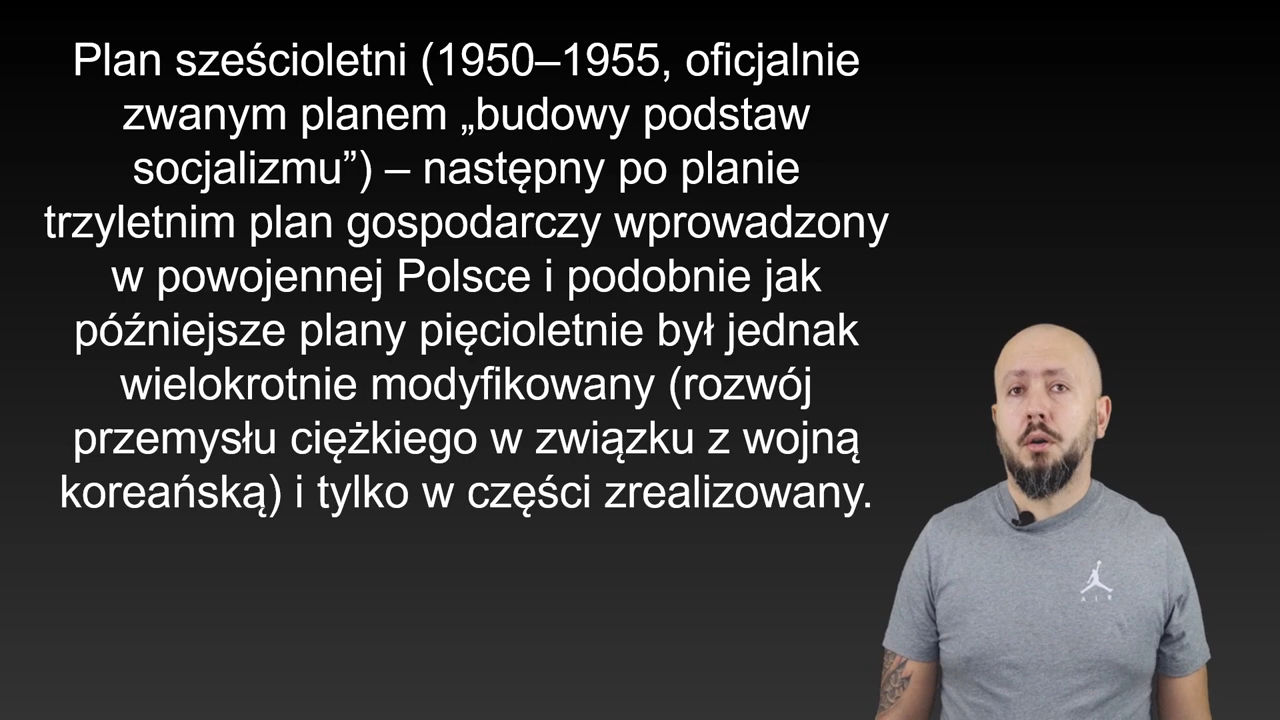 Plan sześcioletni (1950–1955, oficjalnie
zwanym planem „budowy podstaw
socjalizmu”) – następny po planie
trzyletnim plan gospodarczy wprowadzony
w powojennej Polsce i podobnie jak
późniejsze plany pięcioletnie był jednak
wielokrotnie modyfikowany (rozwój
przemysłu ciężkiego w związku z wojną
koreańską) i tylko w części zrealizowany.
AIR